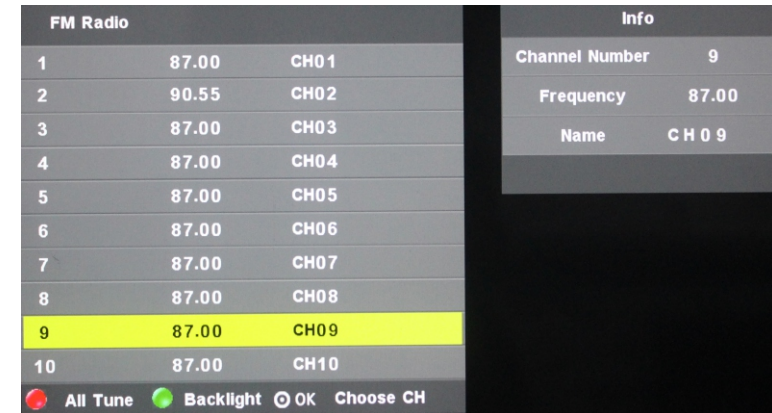 FM Radio
1 87.00 CH01
2 90.55 CH02
3 87.00 CH03
4 87.00 CH04
5 87.00 CH05
6 87.00 CH06
7 87.00 CH07
8 87.00 CH08
9 87.00 CH09
10 87.00 CH10
All Tune Backlight OK Choose CH
Info
Channel Number 9
Frequency 87.00
Name CH09